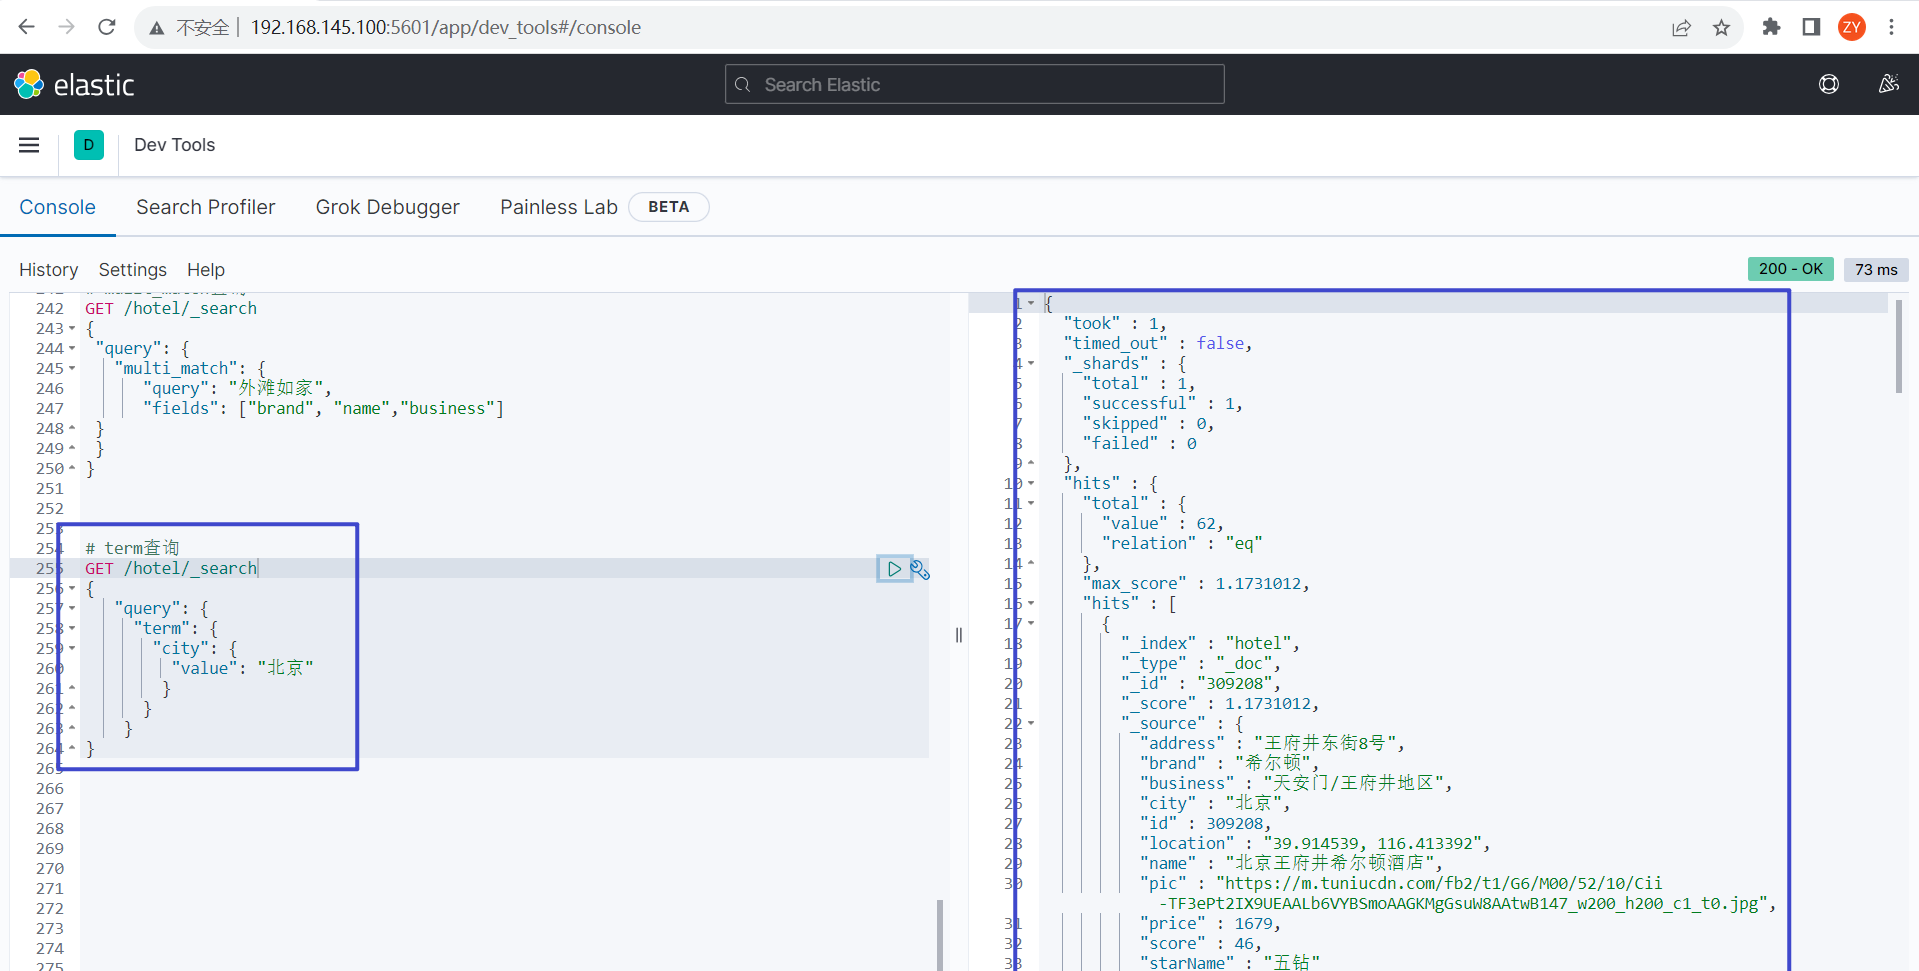 不安全 192.168.145.100:5601/app/dev_tools#/console
ZY
elastic
Search Elastic
D
Dev Tools
Console
Search Profiler
Grok Debugger
Painless Lab
BETA
History Settings Help
200 - OK
73 ms
242 GET /hotel/_search
243 {
244 "query": {
245 "multi_match": {
246 "query": "外滩如家",
247 "fields": ["brand", "name","business"]
248 }
249 }
250 }
251
252
253
254 # term查询
255 GET /hotel/_search
256 {
257 "query": {
258 "term": {
259 "city": {
260 "value": "北京"
261 }
262 }
263 }
264 }
265
266
267
268
269
270
271
272
273
274
275
1 {
2 "took" : 1,
3 "timed_out" : false,
4 "_shards" : {
5 "total" : 1,
6 "successful" : 1,
7 "skipped" : 0,
8 "failed" : 0
9 },
10 "hits" : {
11 "total" : {
12 "value" : 62,
13 "relation" : "eq"
14 },
15 "max_score" : 1.1731012,
16 "hits" : [
17 {
18 "_index" : "hotel",
19 "_type" : "_doc",
20 "_id" : "309208",
21 "_score" : 1.1731012,
22 "_source" : {
23 "address" : "王府井东街8号",
24 "brand" : "希尔顿",
25 "business" : "天安门/王府井地区",
26 "city" : "北京",
27 "id" : 309208,
28 "location" : "39.914539, 116.413392",
29 "name" : "北京王府井希尔顿酒店",
30 "pic" : "https://m.tuniucdn.com/fb2/t1/G6/M00/52/10/Cii
-TF3ePt2IX9UEAALb6VYBSmoAAGKMgGsuW8AAtwB147_w200_h200_c1_t0.jpg",
31 "price" : 1679,
32 "score" : 46,
33 "starName" : "五钻"